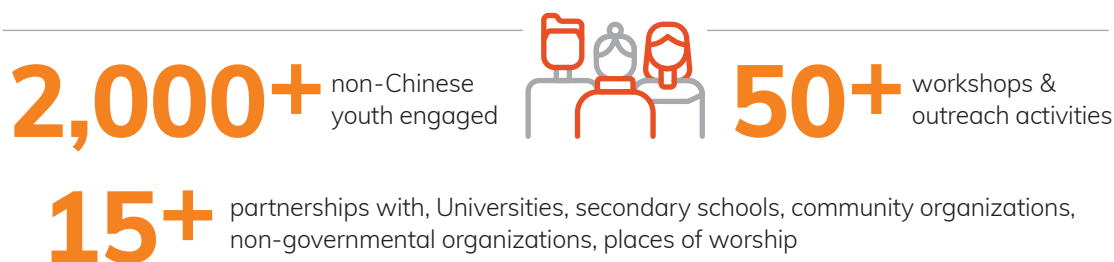 2,000+ non-Chinese
youth engaged
50+ workshops &
outreach activities
15+ partnerships with, Universities, secondary schools, community organizations,
non-governmental organizations, places of worship